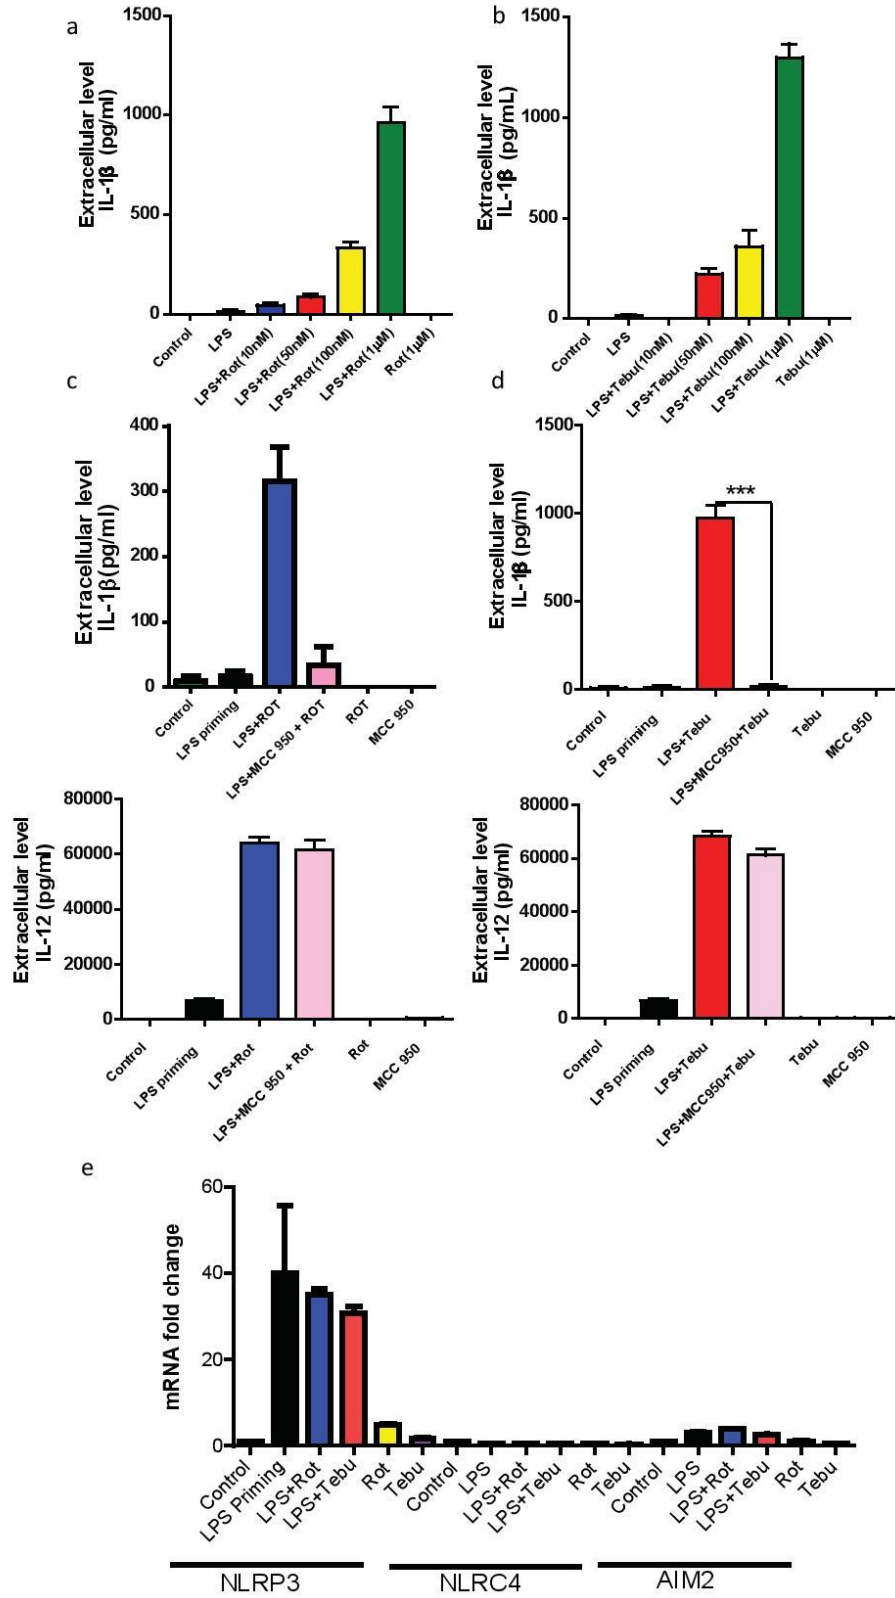 a
Extracellular level
IL-1β (pg/ml)
1500
1000
500
0
Control
LPS
LPS+Rot(10nM)
LPS+Rot(50nM)
LPS+Rot(100nM)
LPS+Rot(1µM)
Rot(1µM)
b
Extracellular level
IL-1β (pg/mL)
1500
1000
500
0
Control
LPS
LPS+Tebu(10nM)
LPS+Tebu(50nM)
LPS+Tebu(100nM)
LPS+Tebu(1µM)
Tebu(1µM)
c
Extracellular level
IL-1β(pg/ml)
400
300
200
100
0
Control
LPS priming
LPS+ROT
LPS+MCC 950 + ROT
ROT
MCC 950
d
Extracellular level
IL-1β (pg/ml)
1500
1000
500
0
***
Control
LPS priming
LPS+Tebu
LPS+MCC950+Tebu
Tebu
MCC 950
Extracellular level
IL-12 (pg/ml)
80000
60000
40000
20000
0
Control
LPS priming
LPS+Rot
LPS+MCC 950 + Rot
Rot
MCC 950
Extracellular level
IL-12 (pg/ml)
80000
60000
40000
20000
0
Control
LPS priming
LPS+Tebu
LPS+MCC950+Tebu
Tebu
MCC 950
e
mRNA fold change
60
40
20
0
Control
LPS Priming
LPS+Rot
LPS+Tebu
Rot
Tebu
Control
LPS
LPS+Rot
LPS+Tebu
Rot
Tebu
Control
LPS
LPS+Rot
LPS+Tebu
Rot
Tebu
NLRP3
NLRC4
AIM2